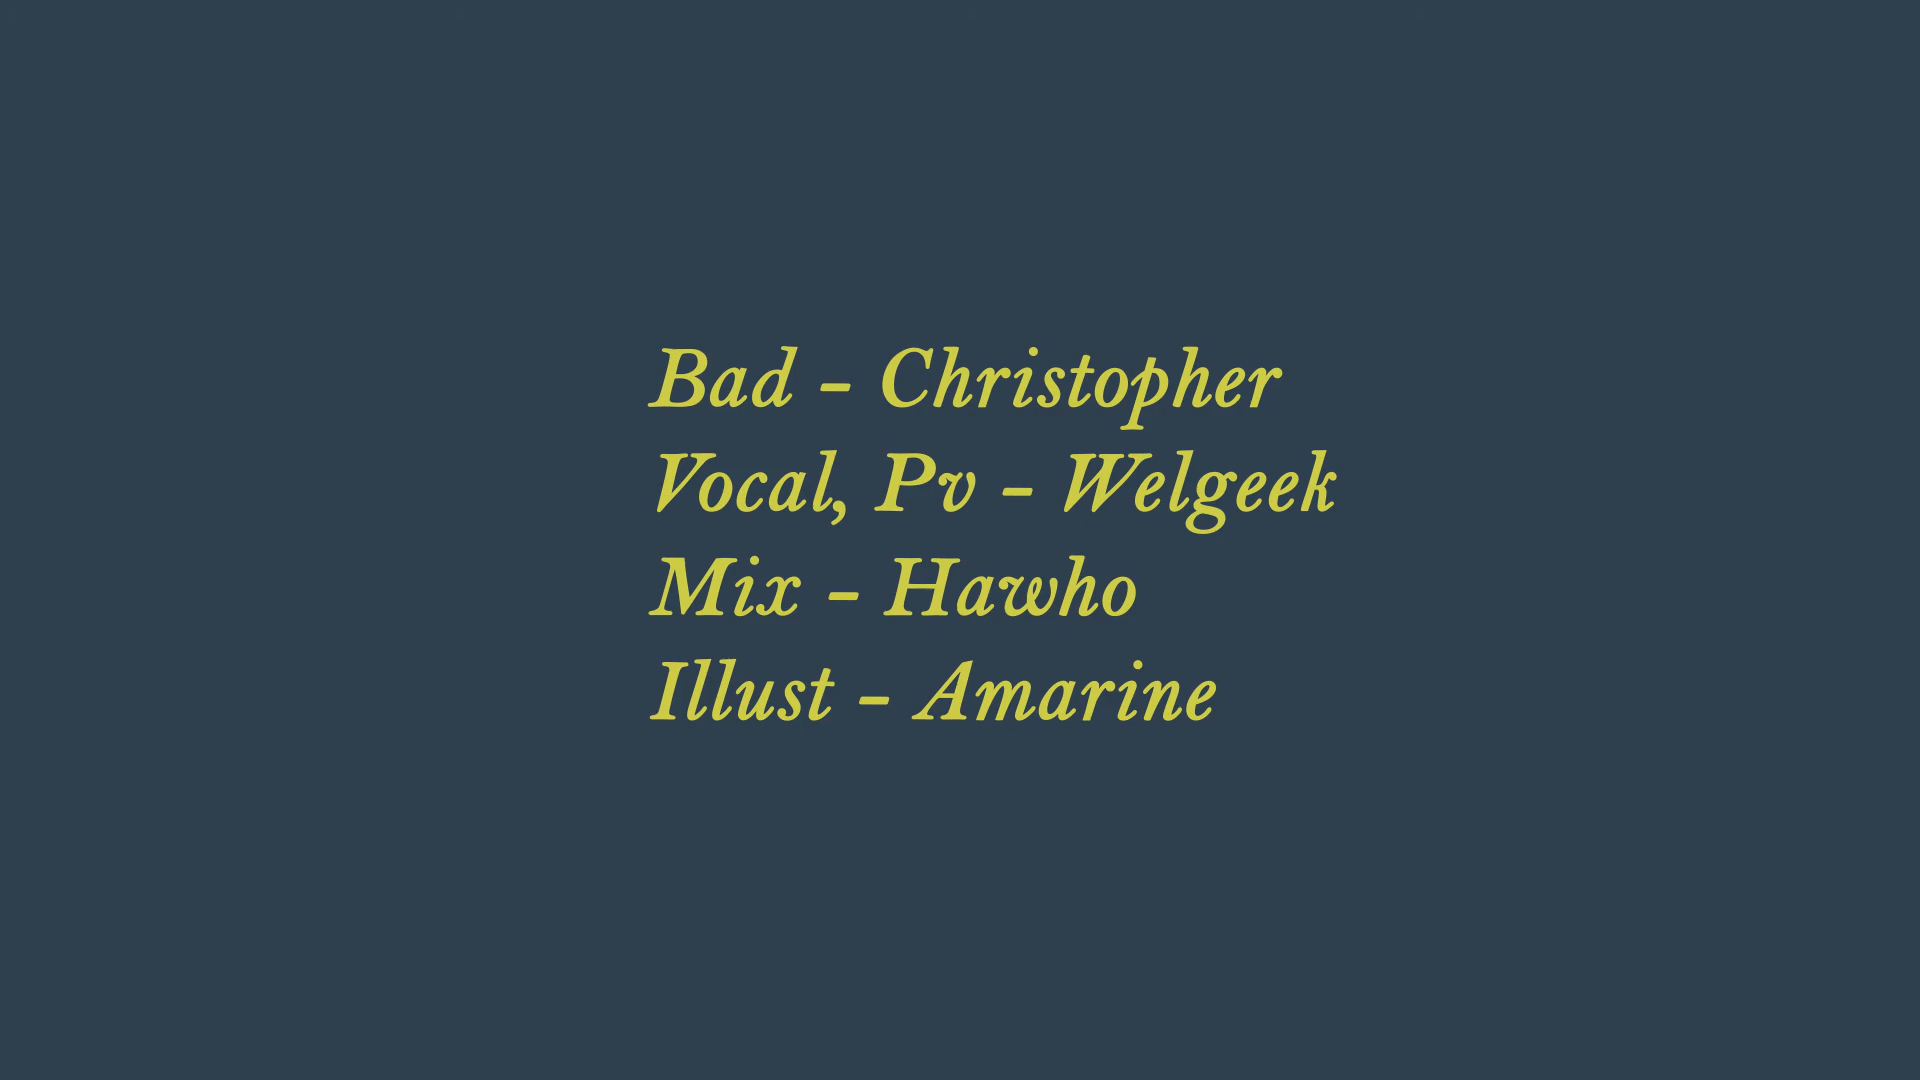 Bad - Christopher
Vocal, Pv - Welgeek
Mix - Hawho
Illust - Amarine